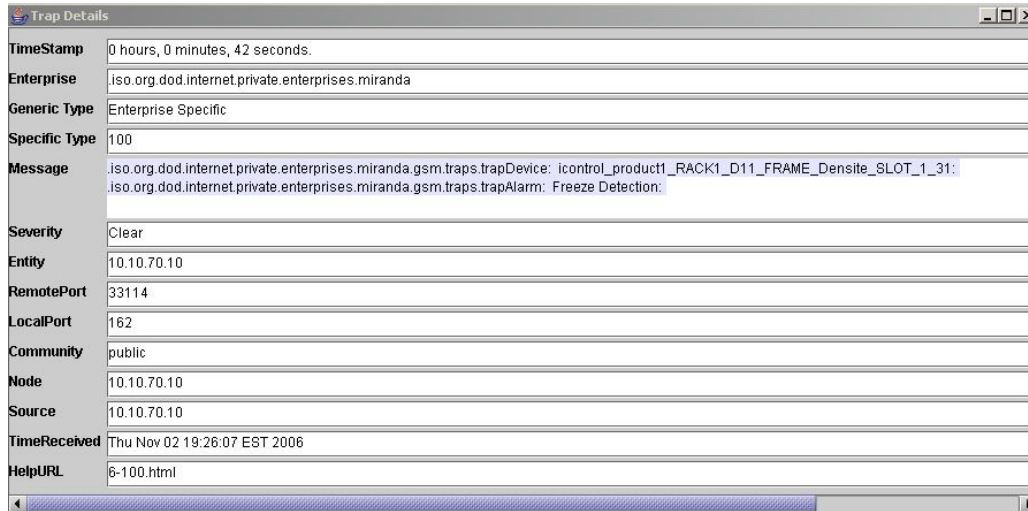 Trap Details
TimeStamp 0 hours, 0 minutes, 42 seconds.
Enterprise .iso.org.dod.internet.private.enterprises.miranda
Generic Type Enterprise Specific
Specific Type 100
Message .iso.org.dod.internet.private.enterprises.miranda.gsm.traps.trapDevice: icontrol_product1_RACK1_D11_FRAME_Densite_SLOT_1_31:
.iso.org.dod.internet.private.enterprises.miranda.gsm.traps.trapAlarm: Freeze Detection:
Severity Clear
Entity 10.10.70.10
RemotePort 33114
LocalPort 162
Community public
Node 10.10.70.10
Source 10.10.70.10
TimeReceived Thu Nov 02 19:26:07 EST 2006
HelpURL 6-100.html